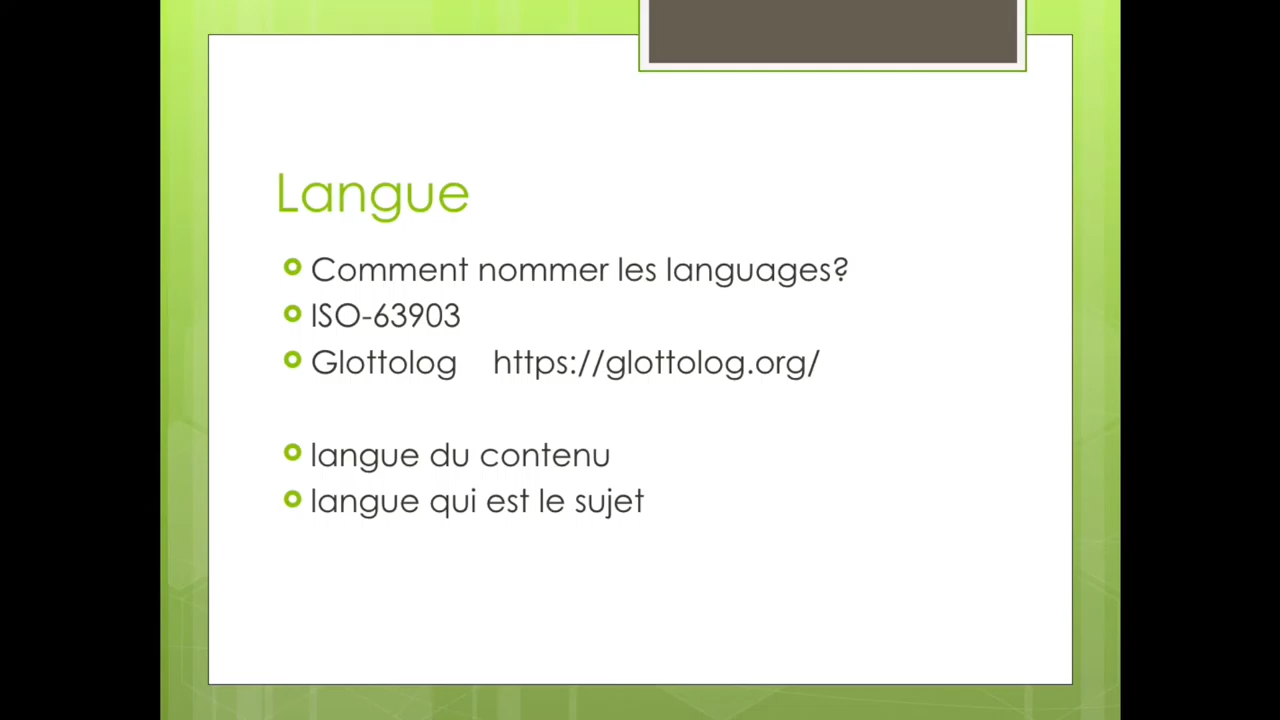 Langue
Comment nommer les languages?
ISO-63903
Glottolog https://glottolog.org/
langue du contenu
langue qui est le sujet